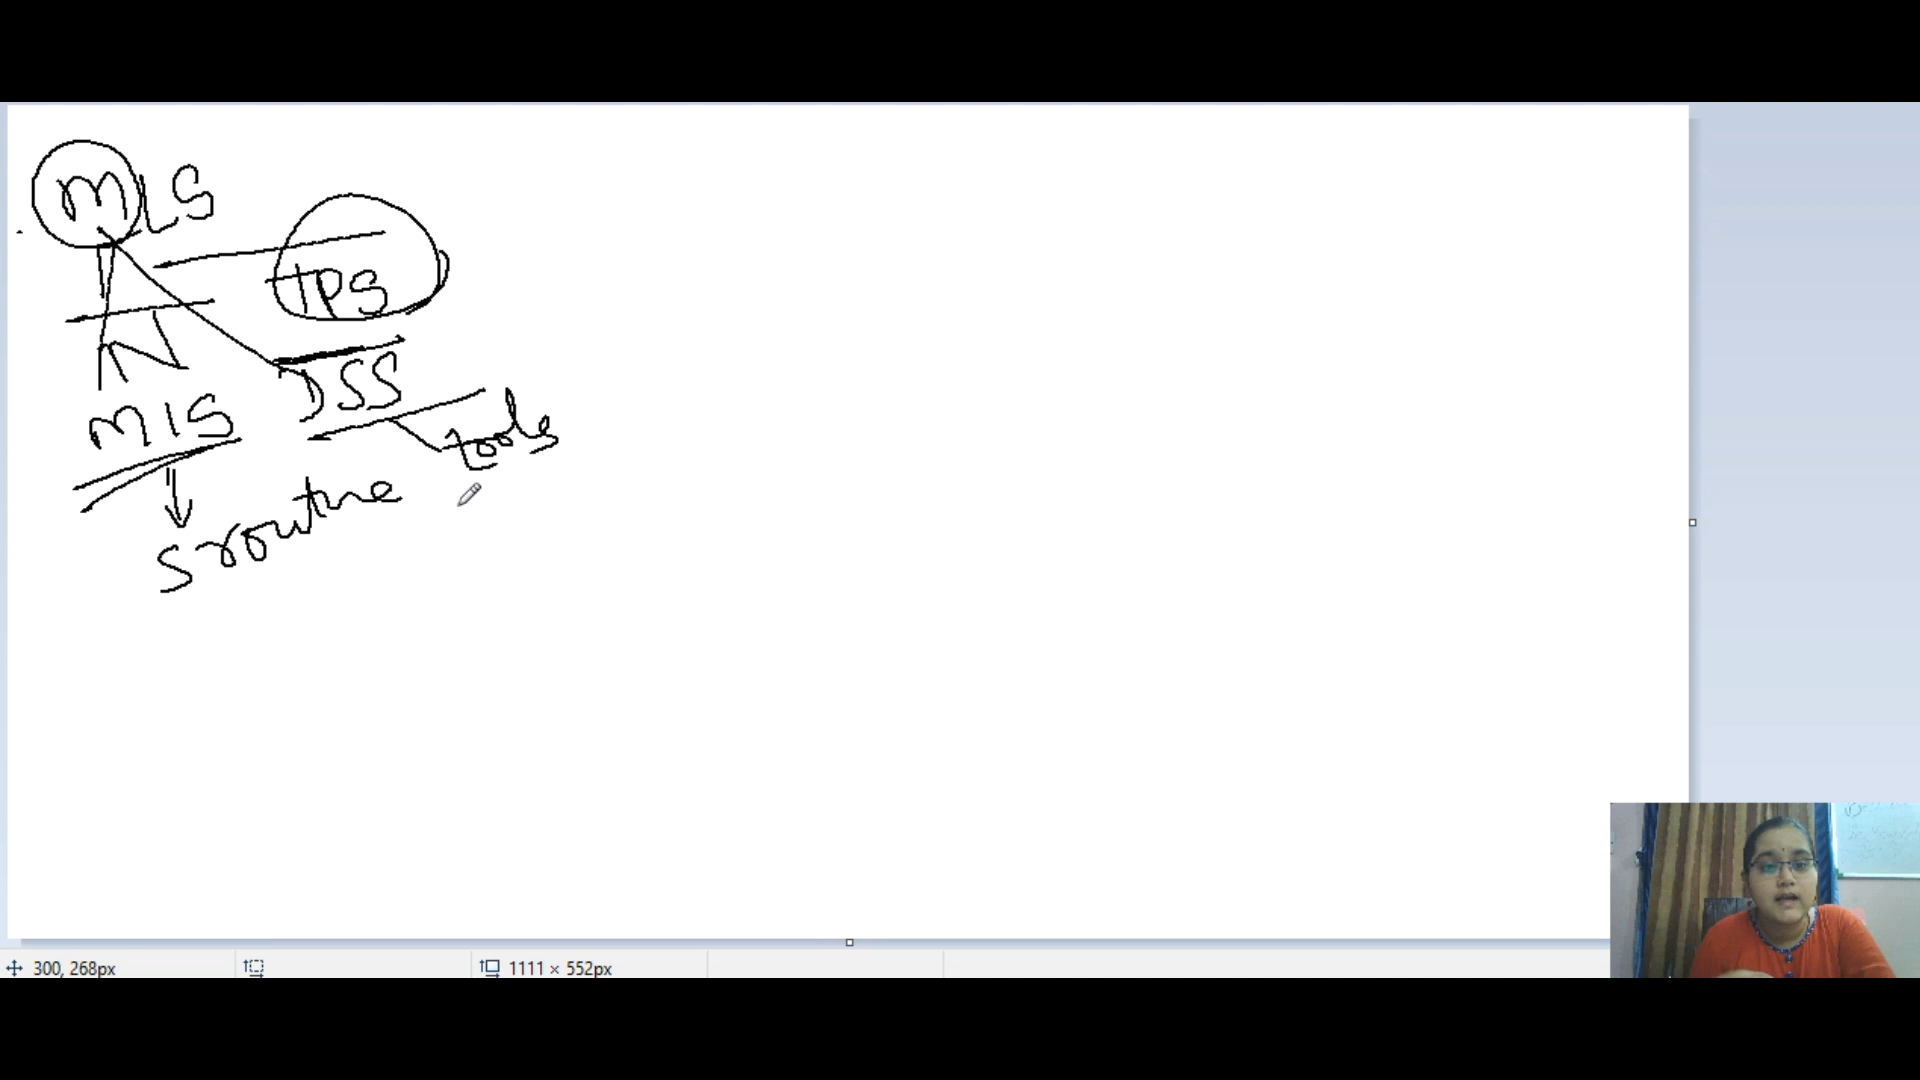 MLS
TPS
N
DSS
MIS
tools
S routine
300, 268px
1111 × 552px